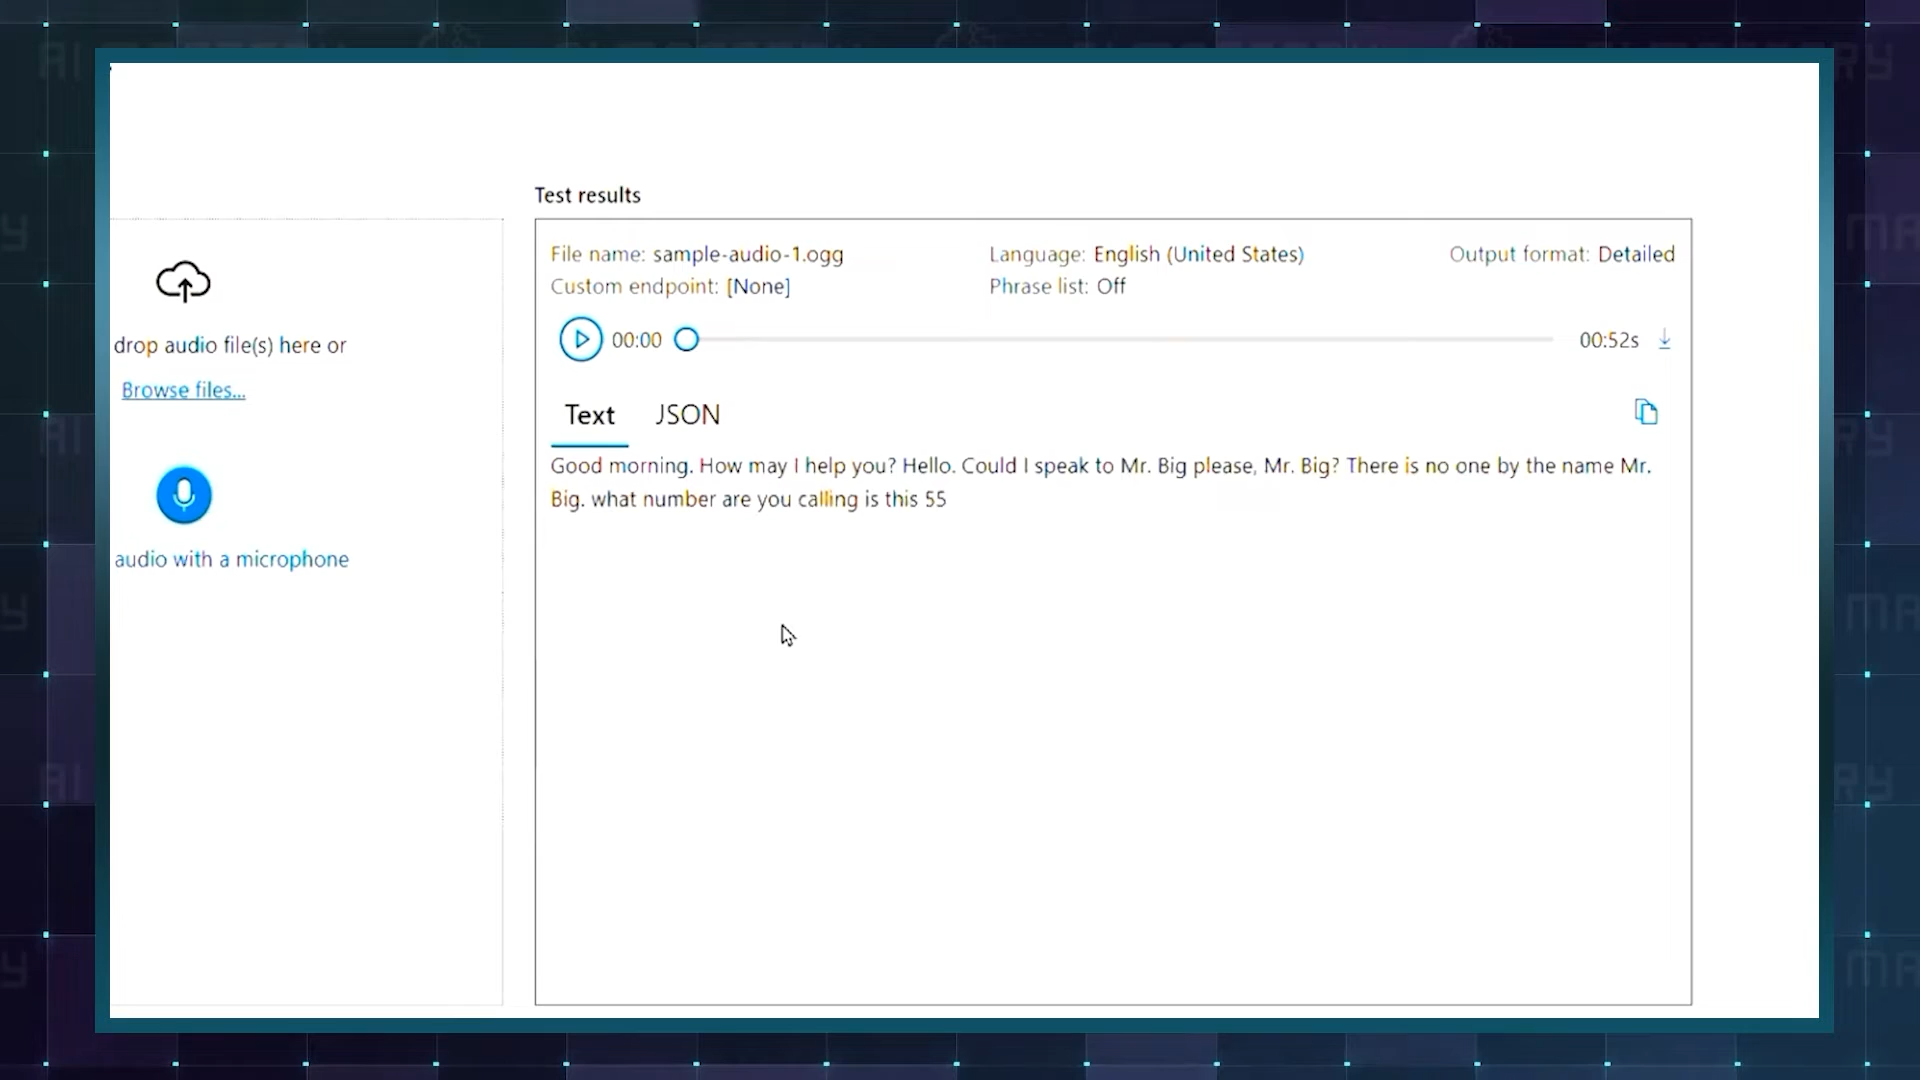 Test results
File name: sample-audio-1.ogg
Language: English (United States)
Output format: Detailed
Custom endpoint: [None]
Phrase list: Off
00:00
00:52s
drop audio file(s) here or
Browse files...
Text
JSON
Good morning. How may I help you? Hello. Could I speak to Mr. Big please, Mr. Big? There is no one by the name Mr.
Big. what number are you calling is this 55
audio with a microphone